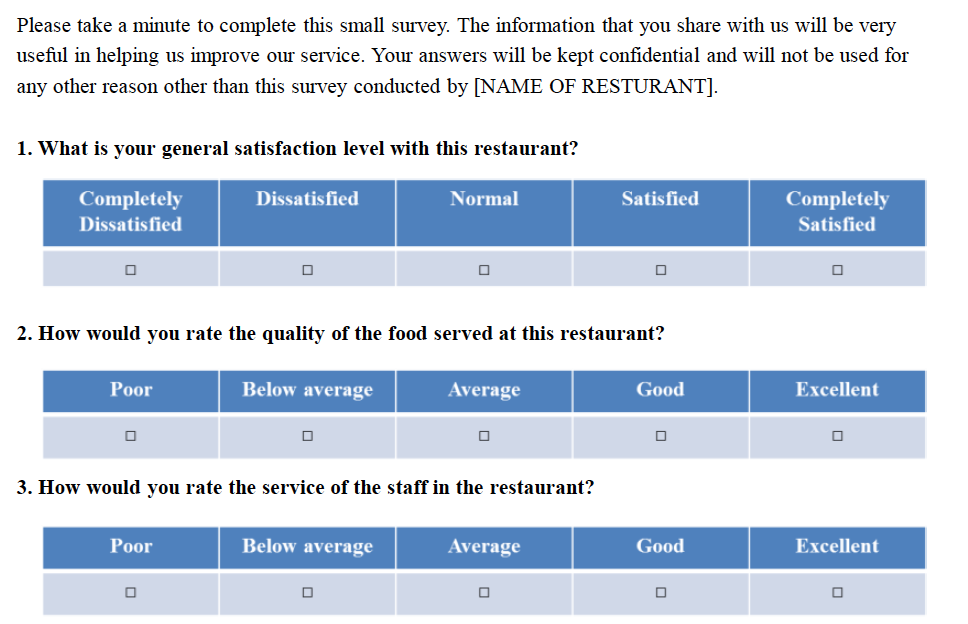 Please take a minute to complete this small survey. The information that you share with us will be very
useful in helping us improve our service. Your answers will be kept confidential and will not be used for
any other reason other than this survey conducted by [NAME OF RESTURANT].
1. What is your general satisfaction level with this restaurant?
Completely Dissatisfied Dissatisfied Normal Satisfied Completely Satisfied
☐ ☐ ☐ ☐ ☐
2. How would you rate the quality of the food served at this restaurant?
Poor Below average Average Good Excellent
☐ ☐ ☐ ☐ ☐
3. How would you rate the service of the staff in the restaurant?
Poor Below average Average Good Excellent
☐ ☐ ☐ ☐ ☐